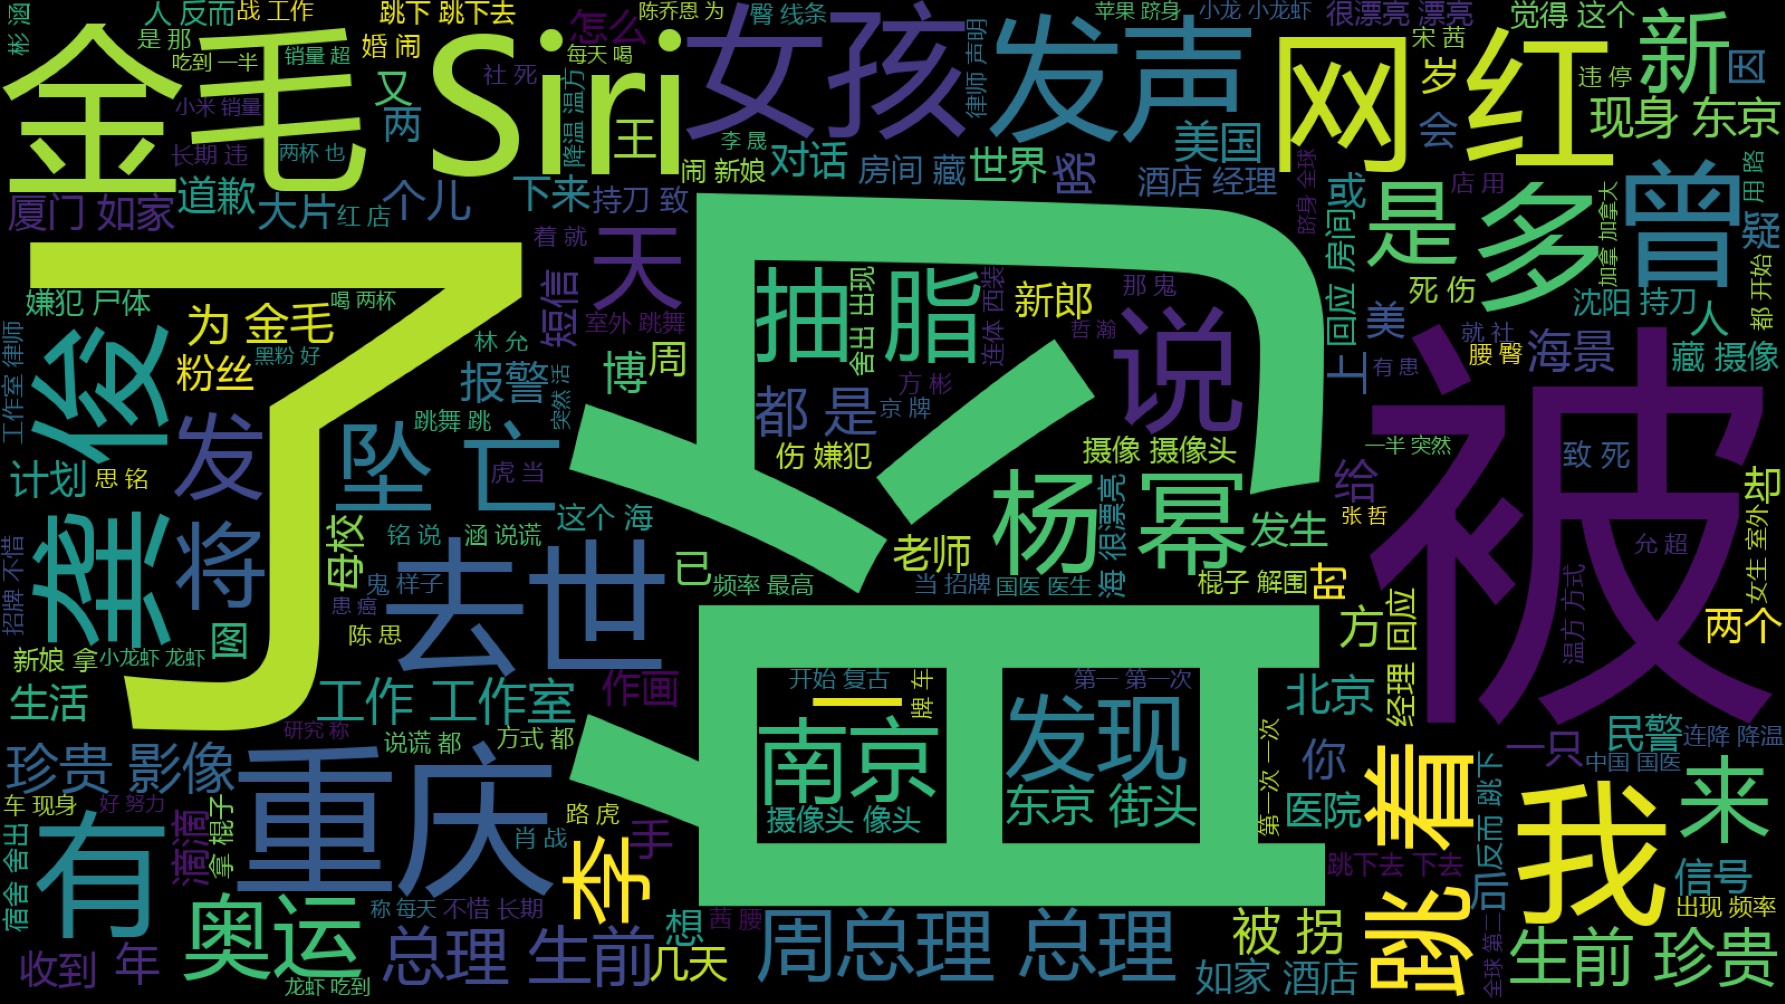 彬 涵
人 反而
战 工作
跳下 跳下去
怎么
陈乔恩 为
臀 线条
苹果 跻身
小龙 小龙虾
很漂亮 漂亮
觉得 这个
金毛Siri
女孩
发声
网红
新
是 那
吃到 一半
销量 超
婚 闹
每天 喝
社 死
又
两
小米 销量
降温 温方
王
律师 声明
宋 茜
岁
违 停
因
会
现身 东京
长期 违
两杯 也
李 晟
闹 新娘
对话
房间 藏
世界
晓
美国
酒店 经理
跻身 全球
或
店 用
用 路
厦门 如家
道歉
大片
红 店
个儿
下来
持刀 致
着 就
天
是
多
曾
疑
加拿 加拿大
回应 房间
死 伤
沈阳 持刀
人
都 开始
了
嫌犯 尸体
喝 两杯
为 金毛
粉丝
黑粉 好
短信
室外 跳舞
林 允
博
周
抽 脂
舍出 出现
连体 西装
新郎
那 鬼
哲 瀚
说
美
上
有 患
就 社
腰 臀
海景
藏 摄像
工作室 律师
俊
发
报警
突然 活
跳舞 跳
都 是
方 彬
京 牌
伤 嫌犯
摄像 摄像头
一半 突然
致 死
被
计划
思 铭
坠 亡
虎 当
这个 海
杨 幂
海 很漂亮
发生
给
张 哲
却
招牌 不惜
龚
将
母校
铭 说
涵 说谎
鬼 样子
患 癌
去世
已
频率 最高
老师
当 招牌
国医 医生
棍子 解围
封
允 超
温方 方式
女生 室外
两个
图
陈 思
新娘 拿
小龙虾 龙虾
方
经理 回应
生活
工作 工作室
作画
开始 复古
一
牌 车
第一 第一次
北京
研究 称
说谎 都
方式 都
南京
发现
第一次 一次
你
一只
民警
连降 降温
中国 国医
珍贵 影像
重庆
车 现身
好 努力
有
滴滴
拿 棍子
路 虎
肖 战
手
李
摄像头 像头
东京 街头
医院
着
反而 跳下
我
来
宿舍 舍出
跳下去 下去
后
信号
奥运
称 每天
不惜 长期
想
茜 腰
跳
出现 频率
收到
年
龙虾 吃到
总理 生前
几天
周总理 总理
被 拐
如家 酒店
全球 第二
生前 珍贵